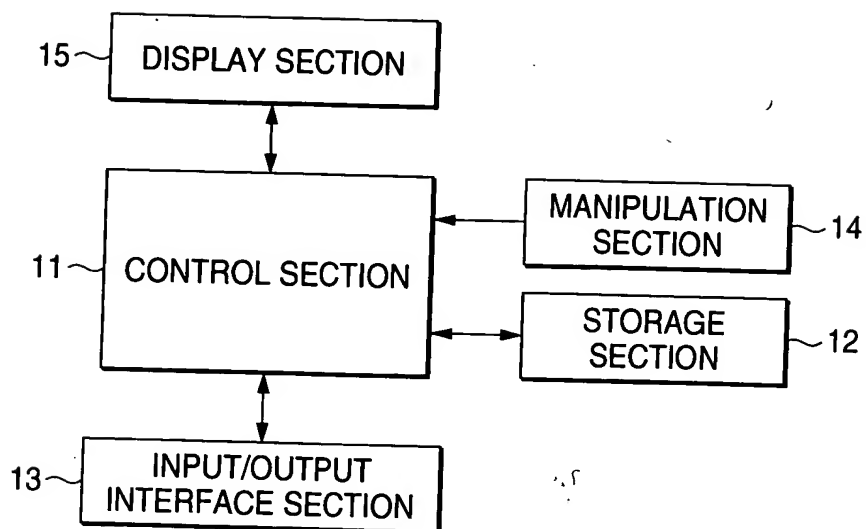 15
DISPLAY SECTION
11
CONTROL SECTION
MANIPULATION
SECTION
14
STORAGE
SECTION
12
13
INPUT/OUTPUT
INTERFACE SECTION